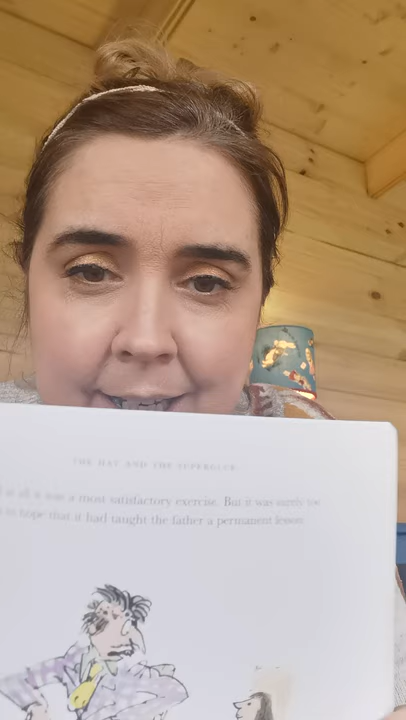 THE HAT AND THE SUPERGLUE
all it was a most satisfactory exercise. But it was surely too
to hope that it had taught the father a permanent lesson.